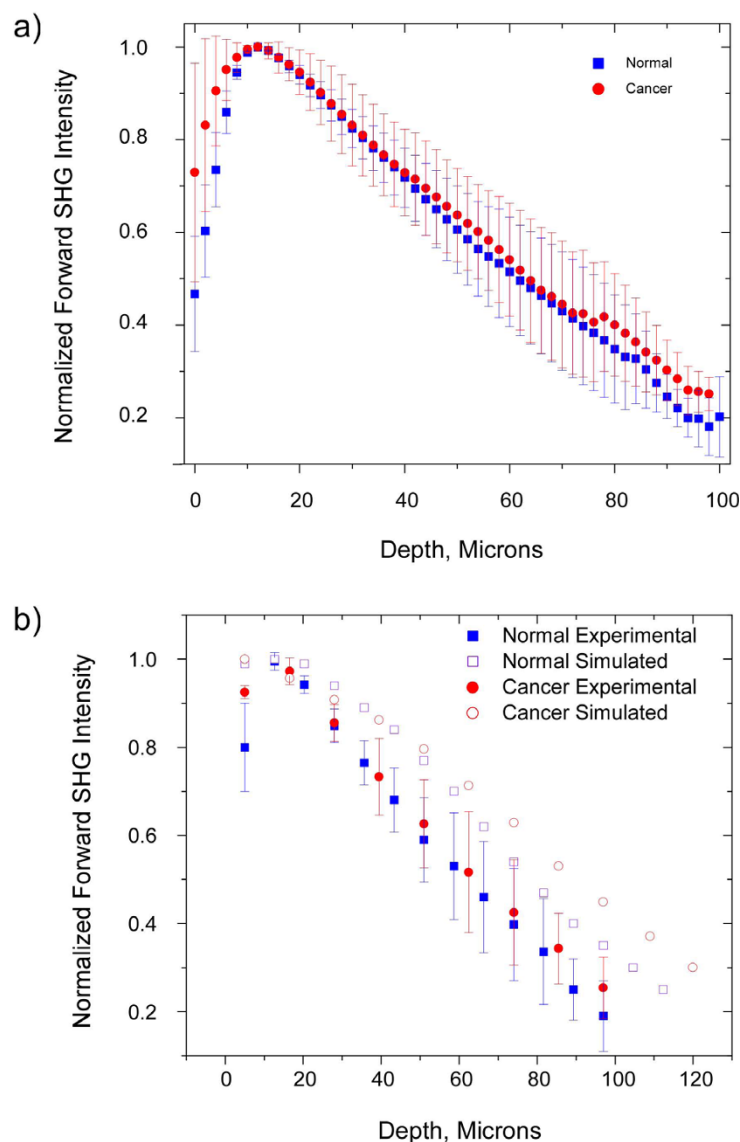 a)
1.0
0.8
0.6
0.4
0.2
Normalized Forward SHG Intensity
Normal
Cancer
0 20 40 60 80 100
Depth, Microns
b)
1.0
0.8
0.6
0.4
0.2
Normalized Forward SHG Intensity
Normal Experimental
Normal Simulated
Cancer Experimental
Cancer Simulated
0 20 40 60 80 100 120
Depth, Microns